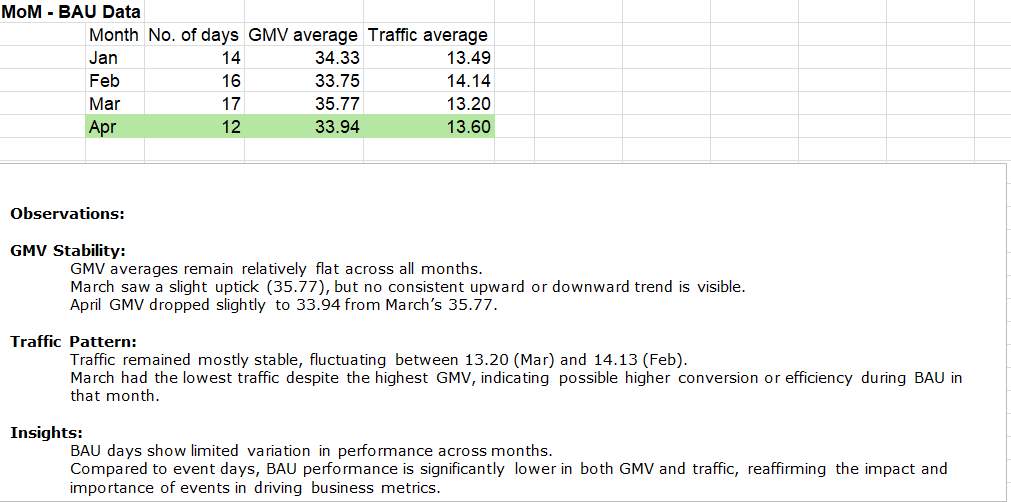 MoM - BAU Data
Month No. of days GMV average Traffic average
Jan 14 34.33 13.49
Feb 16 33.75 14.14
Mar 17 35.77 13.20
Apr 12 33.94 13.60
Observations:
GMV Stability:
GMV averages remain relatively flat across all months.
March saw a slight uptick (35.77), but no consistent upward or downward trend is visible.
April GMV dropped slightly to 33.94 from March’s 35.77.
Traffic Pattern:
Traffic remained mostly stable, fluctuating between 13.20 (Mar) and 14.13 (Feb).
March had the lowest traffic despite the highest GMV, indicating possible higher conversion or efficiency during BAU in
that month.
Insights:
BAU days show limited variation in performance across months.
Compared to event days, BAU performance is significantly lower in both GMV and traffic, reaffirming the impact and
importance of events in driving business metrics.